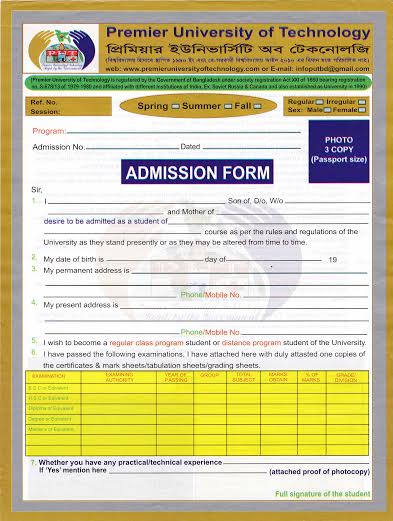 Premier University of Technology
প্রিমিয়ার ইউনিভার্সিটি অব টেকনোলজি
web: www.premieruniversityoftechnology.com or E-mail: infoputbd@gmail.com
(Premier University of Technology is registered by the Government of Bangladesh under society registration Act XXI of 1860 bearing registration
no. S-878/13 of 1979-1980 and affiliated with different Institutions of India, Ex. Soviet Russia & Canada and also established as University in 1990)
Ref. No.
Session:
Spring Summer Fall
Regular Irregular
Sex: Male Female
Program:
Admission No. Dated
PHOTO
3 COPY
(Passport size)
ADMISSION FORM
Sir,
1. I Son of, D/o, W/o
and Mother of
desire to be admitted as a student of
course as per the rules and regulations of the
University as they stand presently or as they may be altered from time to time.
2. My date of birth is day of 19
3. My permanent address is
Phone/Mobile No.
4. My present address is
Phone/Mobile No.
5. I wish to become a regular class program student or distance program student of the University.
6. I have passed the following examinations. I have attached here with duly attasted one copies of
the certificates & mark sheets/tabulation sheets/grading sheets.
EXAMINATION EXAMINING AUTHORITY YEAR OF PASSING GROUP TOTAL SUBJECT MARKS OBTAIN % OF MARKS GRADE/ DIVISION
S.S.C or Equivalent
H.S.C or Equivalent
Diploma or Equivalent
Degree or Equivalent
Masters or Equivalent
7. Whether you have any practical/technical experience
If 'Yes' mention here (attached proof of photocopy)
Full signature of the student